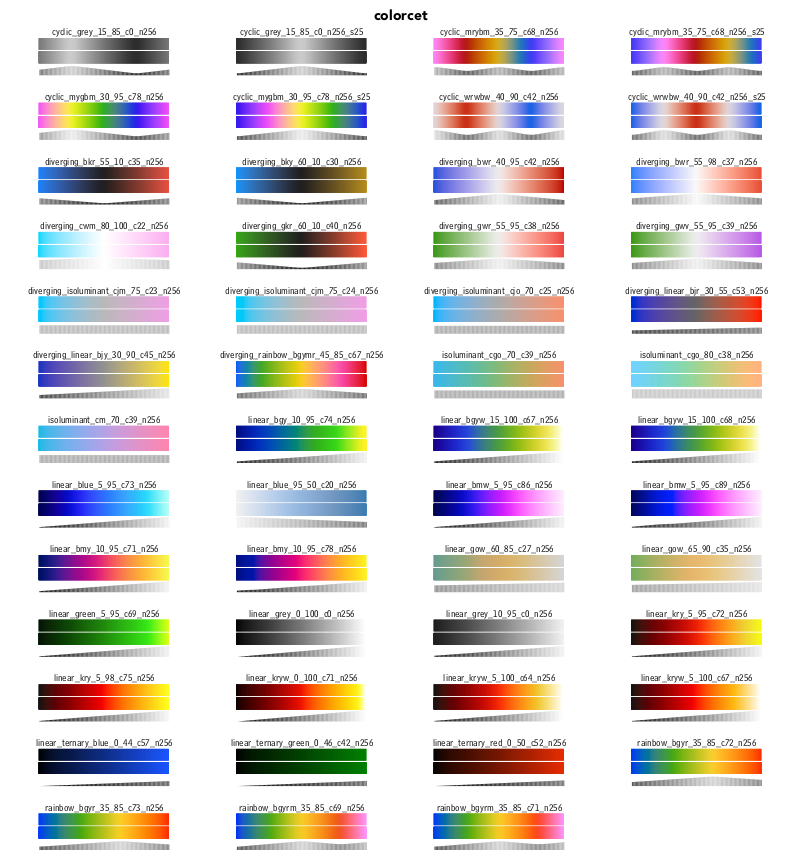 colorcet
cyclic_grey_15_85_c0_n256
cyclic_grey_15_85_c0_n256_s25
cyclic_mrybm_35_75_c68_n256
cyclic_mrybm_35_75_c68_n256_s25
cyclic_mygbm_30_95_c78_n256
cyclic_mygbm_30_95_c78_n256_s25
cyclic_wrwbw_40_90_c42_n256
cyclic_wrwbw_40_90_c42_n256_s25
diverging_bkr_55_10_c35_n256
diverging_bky_60_10_c30_n256
diverging_bwr_40_95_c42_n256
diverging_bwr_55_98_c37_n256
diverging_cwm_80_100_c22_n256
diverging_gkr_60_10_c40_n256
diverging_gwr_55_95_c38_n256
diverging_gwv_55_95_c39_n256
diverging_isoluminant_cjm_75_c23_n256
diverging_isoluminant_cjm_75_c24_n256
diverging_isoluminant_cjo_70_c25_n256
diverging_linear_bjr_30_55_c53_n256
diverging_linear_bjy_30_90_c45_n256
diverging_rainbow_bgymr_45_85_c67_n256
isoluminant_cgo_70_c39_n256
isoluminant_cgo_80_c38_n256
isoluminant_cm_70_c39_n256
linear_bgy_10_95_c74_n256
linear_bgyw_15_100_c67_n256
linear_bgyw_15_100_c68_n256
linear_blue_5_95_c73_n256
linear_blue_95_50_c20_n256
linear_bmw_5_95_c86_n256
linear_bmw_5_95_c89_n256
linear_bmy_10_95_c71_n256
linear_bmy_10_95_c78_n256
linear_gow_60_85_c27_n256
linear_gow_65_90_c35_n256
linear_green_5_95_c69_n256
linear_grey_0_100_c0_n256
linear_grey_10_95_c0_n256
linear_kry_5_95_c72_n256
linear_kry_5_98_c75_n256
linear_kryw_0_100_c71_n256
linear_kryw_5_100_c64_n256
linear_kryw_5_100_c67_n256
linear_ternary_blue_0_44_c57_n256
linear_ternary_green_0_46_c42_n256
linear_ternary_red_0_50_c52_n256
rainbow_bgyr_35_85_c72_n256
rainbow_bgyr_35_85_c73_n256
rainbow_bgyrm_35_85_c69_n256
rainbow_bgyrm_35_85_c71_n256